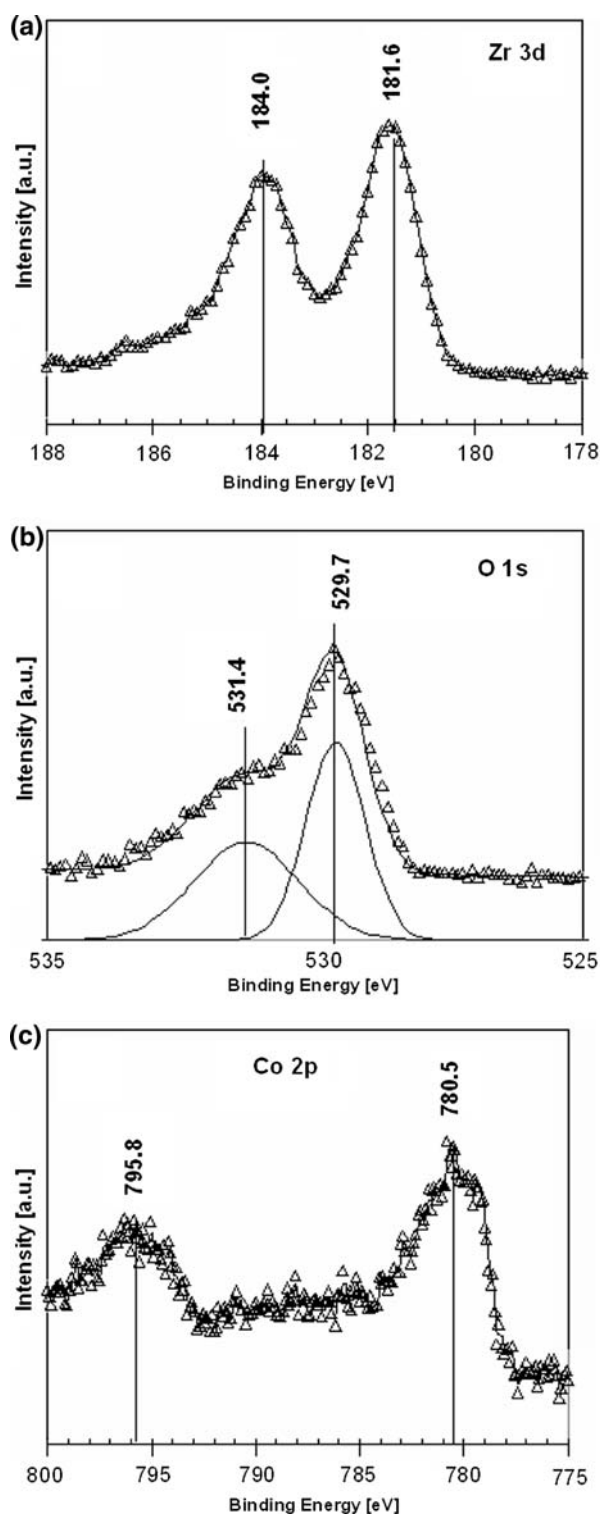 (a)
Zr 3d
184.0
181.6
Intensity [a.u.]
188 186 184 182 180 178
Binding Energy [eV]
(b)
O 1s
529.7
531.4
Intensity [a.u.]
535 530 525
Binding Energy [eV]
(c)
Co 2p
780.5
795.8
Intensity [a.u.]
800 795 790 785 780 775
Binding Energy [eV]